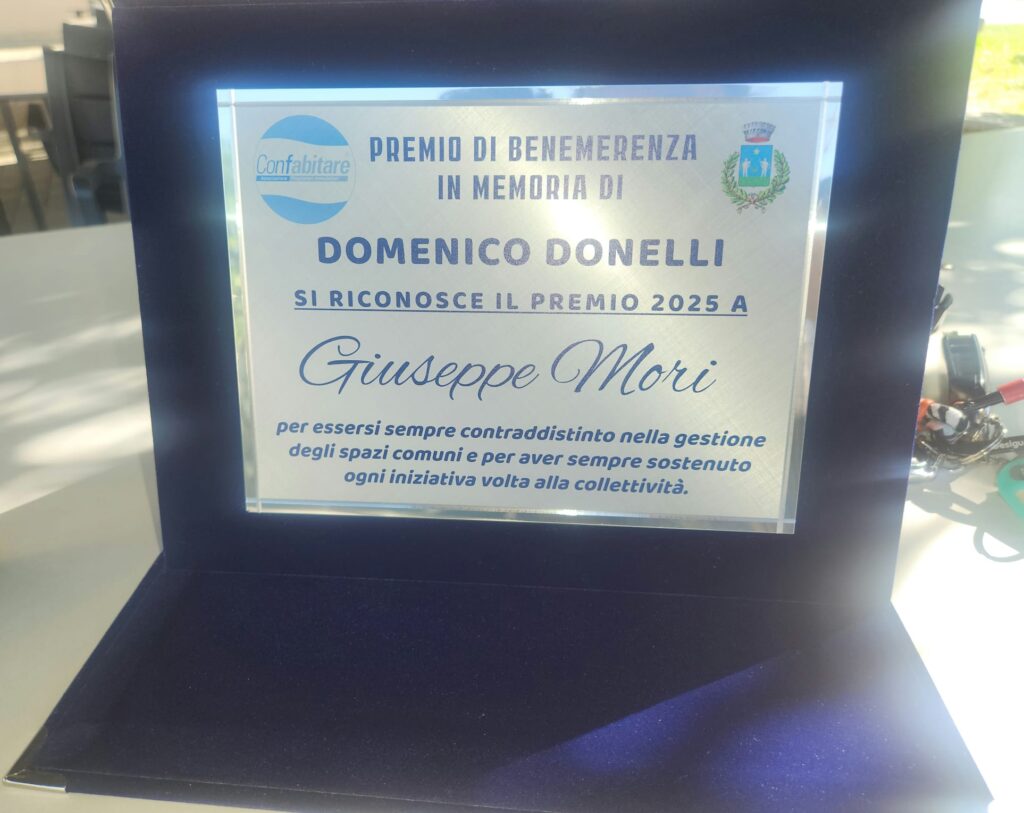 Confabitare
PREMIO DI BENEMERENZA
IN MEMORIA DI
DOMENICO DONELLI
SI RICONOSCE IL PREMIO 2025 A
Giuseppe Mori
per essersi sempre contraddistinto nella gestione
degli spazi comuni e per aver sempre sostenuto
ogni iniziativa volta alla collettività.